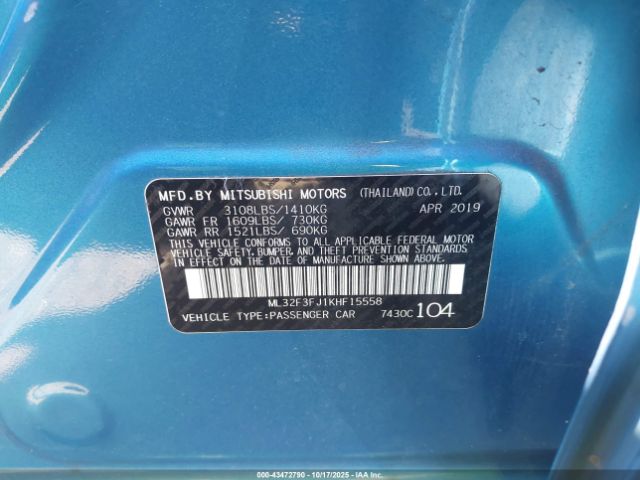 MFD.BY MITSUBISHI MOTORS (THAILAND) CO., LTD.
GVWR 3108LBS/1410KG APR 2019
GAWR FR 1609LBS/ 730KG
GAWR RR 1521LBS/ 690KG
THIS VEHICLE CONFORMS TO ALL APPLICABLE FEDERAL MOTOR
VEHICLE SAFETY, BUMPER, AND THEFT PREVENTION STANDARDS
IN EFFECT ON THE DATE OF MANUFACTURE SHOWN ABOVE.
ML32F3FJ1KHF15558
VEHICLE TYPE:PASSENGER CAR 7430C 104
000-43472790 - 10/17/2025 - IAAI.COM